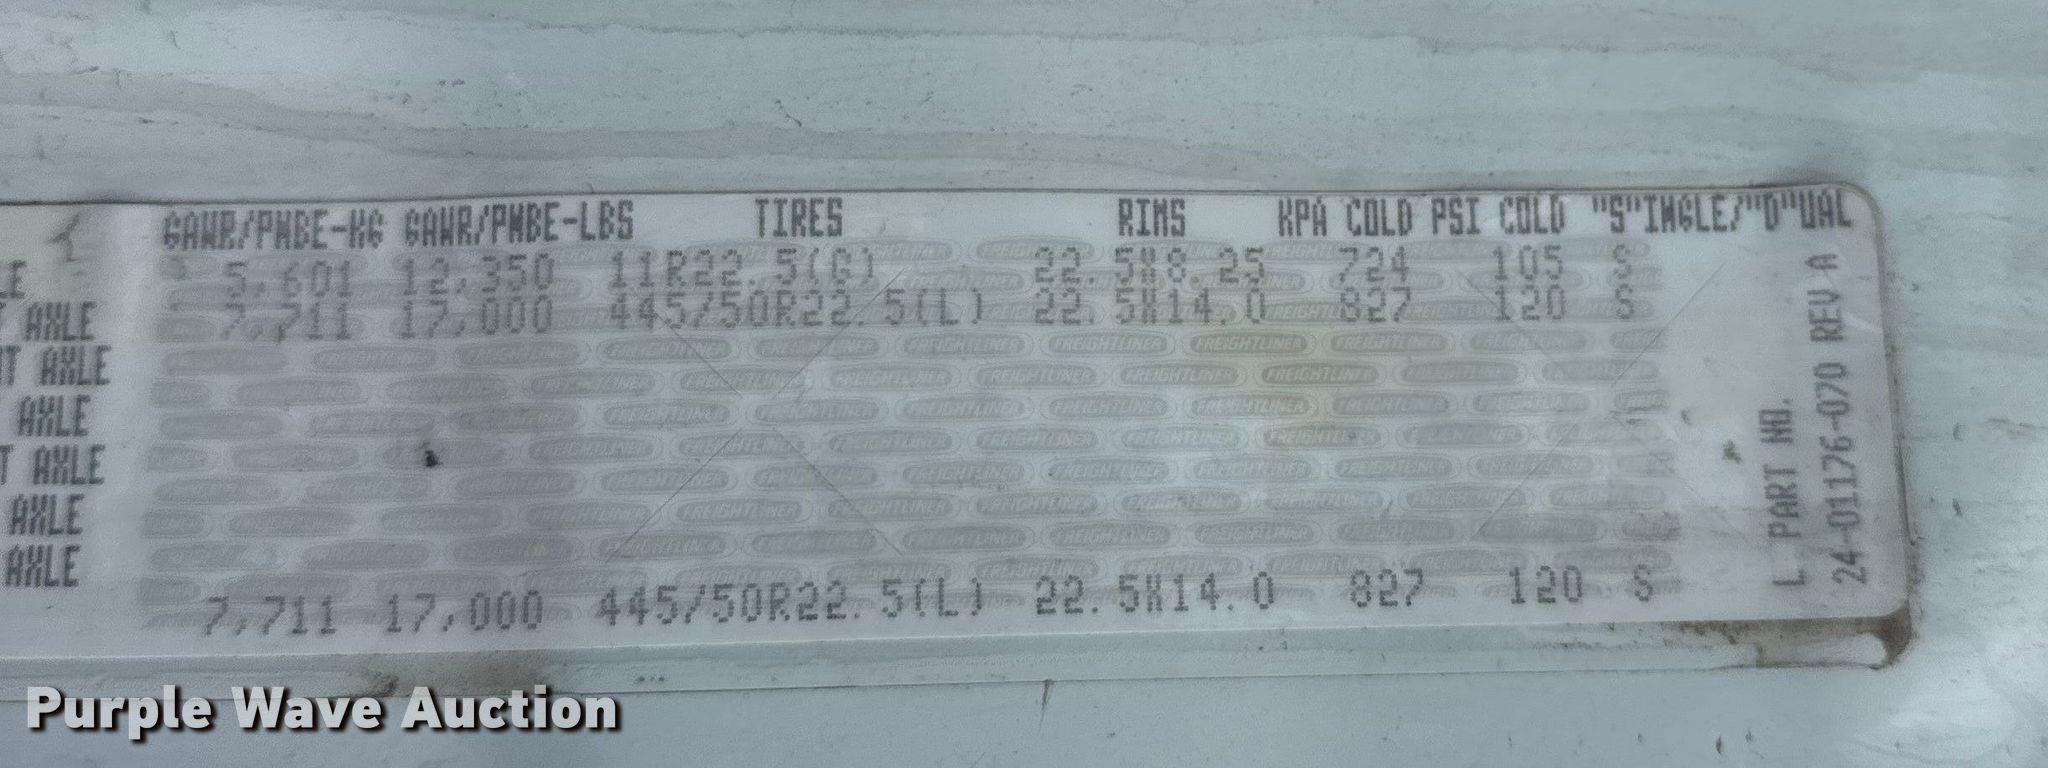 GAWR/PNBE-KG GAWR/PNBE-LBS TIRES RIMS KPA COLD PSI COLD "S"INGLE/"D"UAL
LE 5,601 12,350 11R22.5(G) 22.5X8.25 724 105 S
T AXLE 7,711 17,000 445/50R22.5(L) 22.5X14.0 827 120 S
NT AXLE
AXLE
T AXLE
AXLE
AXLE
7,711 17,000 445/50R22.5(L) 22.5X14.0 827 120 S
L PART NO.
24-01176-070 REV A
FREIGHTLINER
Purple Wave Auction